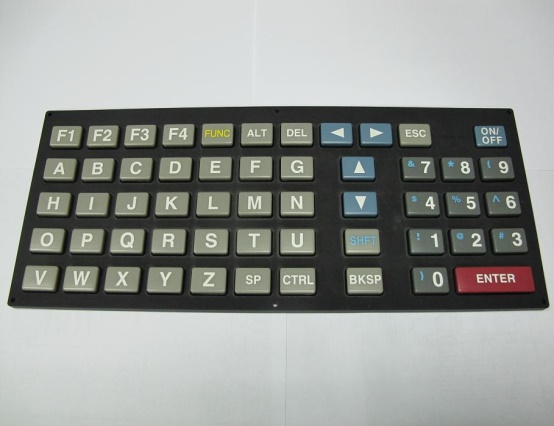 F1 F2 F3 F4 FUNC ALT DEL ESC ON/OFF
A B C D E F G & 7 * 8 ( 9
H I J K L M N $ 4 % 5 ^ 6
O P Q R S T U SHFT ! 1 @ 2 # 3
V W X Y Z SP CTRL BKSP ) 0 ENTER